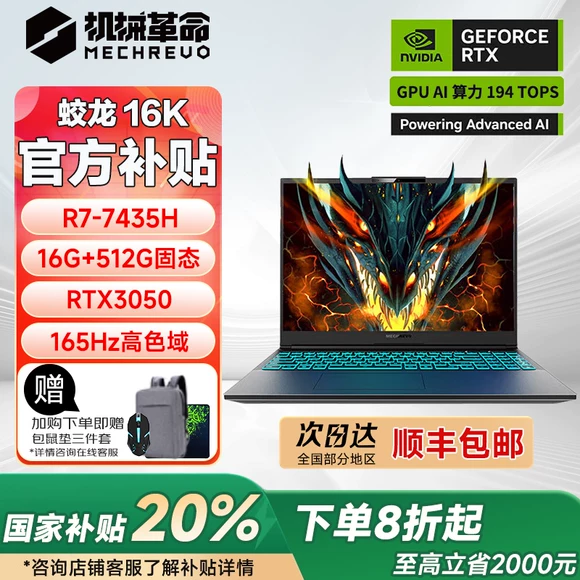 机械革命
MECHREVO
NVIDIA
GEFORCE
RTX
GPU AI 算力 194 TOPS
Powering Advanced AI
蛟龙 16K
官方补贴
R7-7435H
16G+512G固态
RTX3050
165Hz高色域
MECHREVO
赠
加购下单即赠
包鼠垫三件套
*详情咨询在线客服
次日达
全国部分地区
顺丰包邮
国家补贴20%
*咨询店铺客服了解补贴详情
下单8折起
至高立省2000元